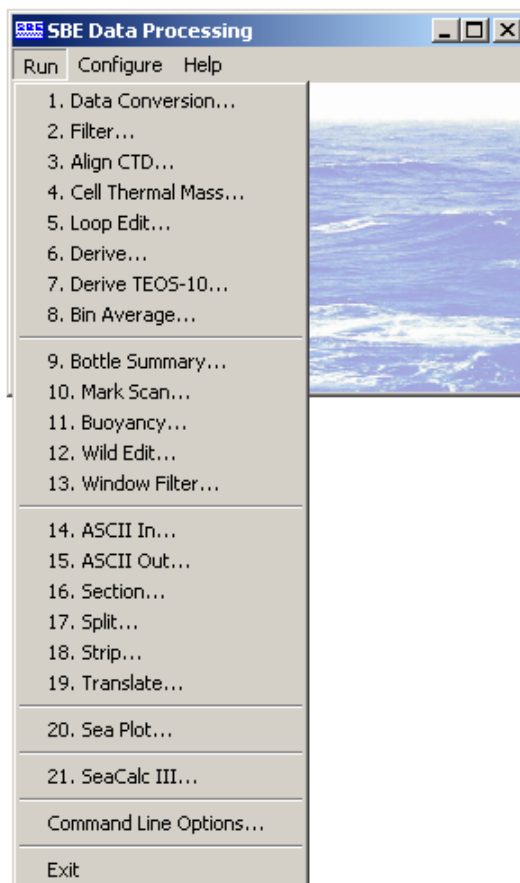 SBE SBE Data Processing
Run Configure Help
1. Data Conversion...
2. Filter...
3. Align CTD...
4. Cell Thermal Mass...
5. Loop Edit...
6. Derive...
7. Derive TEOS-10...
8. Bin Average...
9. Bottle Summary...
10. Mark Scan...
11. Buoyancy...
12. Wild Edit...
13. Window Filter...
14. ASCII In...
15. ASCII Out...
16. Section...
17. Split...
18. Strip...
19. Translate...
20. Sea Plot...
21. SeaCalc III...
Command Line Options...
Exit